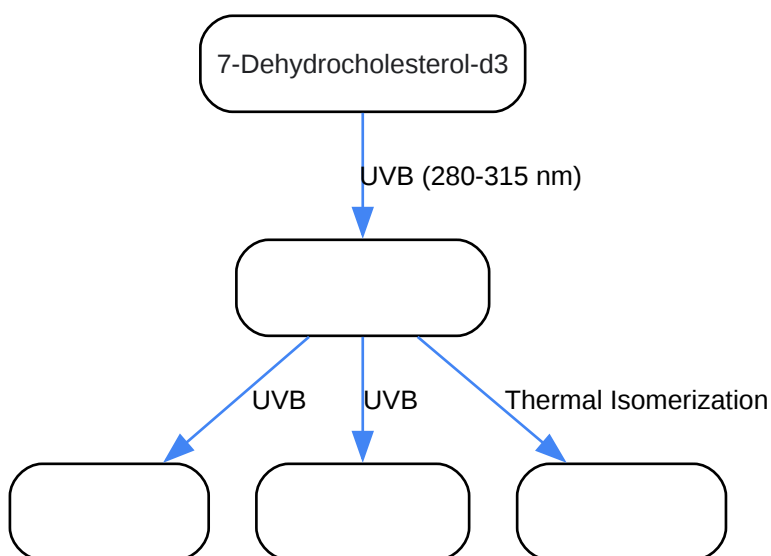 7-Dehydrocholesterol-d3
UVB (280-315 nm)
UVB
UVB
Thermal Isomerization